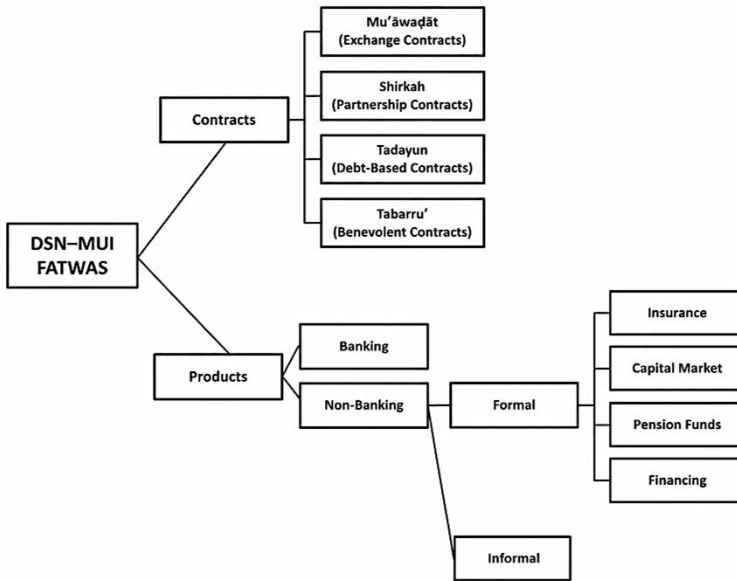 Mu’āwaḍāt
(Exchange Contracts)
Shirkah
(Partnership Contracts)
Contracts
Tadayun
(Debt-Based Contracts)
Tabarru’
(Benevolent Contracts)
DSN–MUI
FATWAS
Products
Banking
Non-Banking
Formal
Insurance
Capital Market
Pension Funds
Financing
Informal